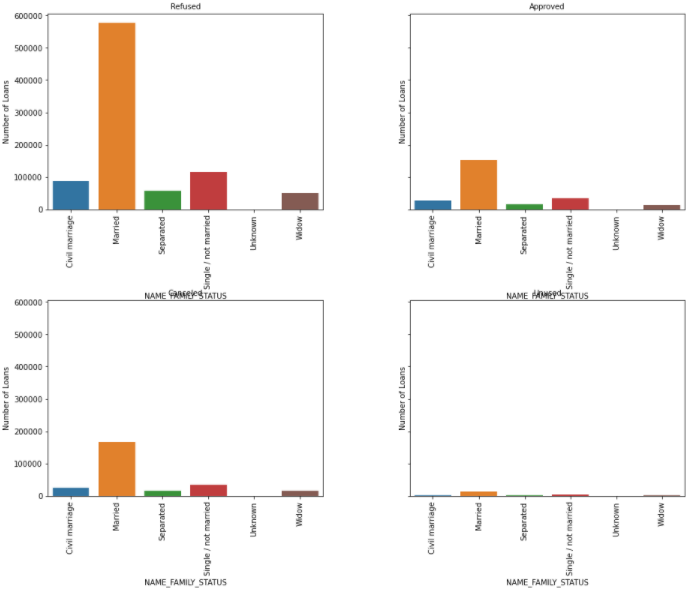 Refused
Approved
Number of Loans
600000
500000
400000
300000
200000
100000
0
Civil marriage
Married
Separated
Single / not married
Unknown
Widow
NAME_FAMILY_STATUS
Number of Loans
Civil marriage
Married
Separated
Single / not married
Unknown
Widow
NAME_FAMILY_STATUS
Canceled
Unused
Number of Loans
600000
500000
400000
300000
200000
100000
0
Civil marriage
Married
Separated
Single / not married
Unknown
Widow
NAME_FAMILY_STATUS
Number of Loans
Civil marriage
Married
Separated
Single / not married
Unknown
Widow
NAME_FAMILY_STATUS